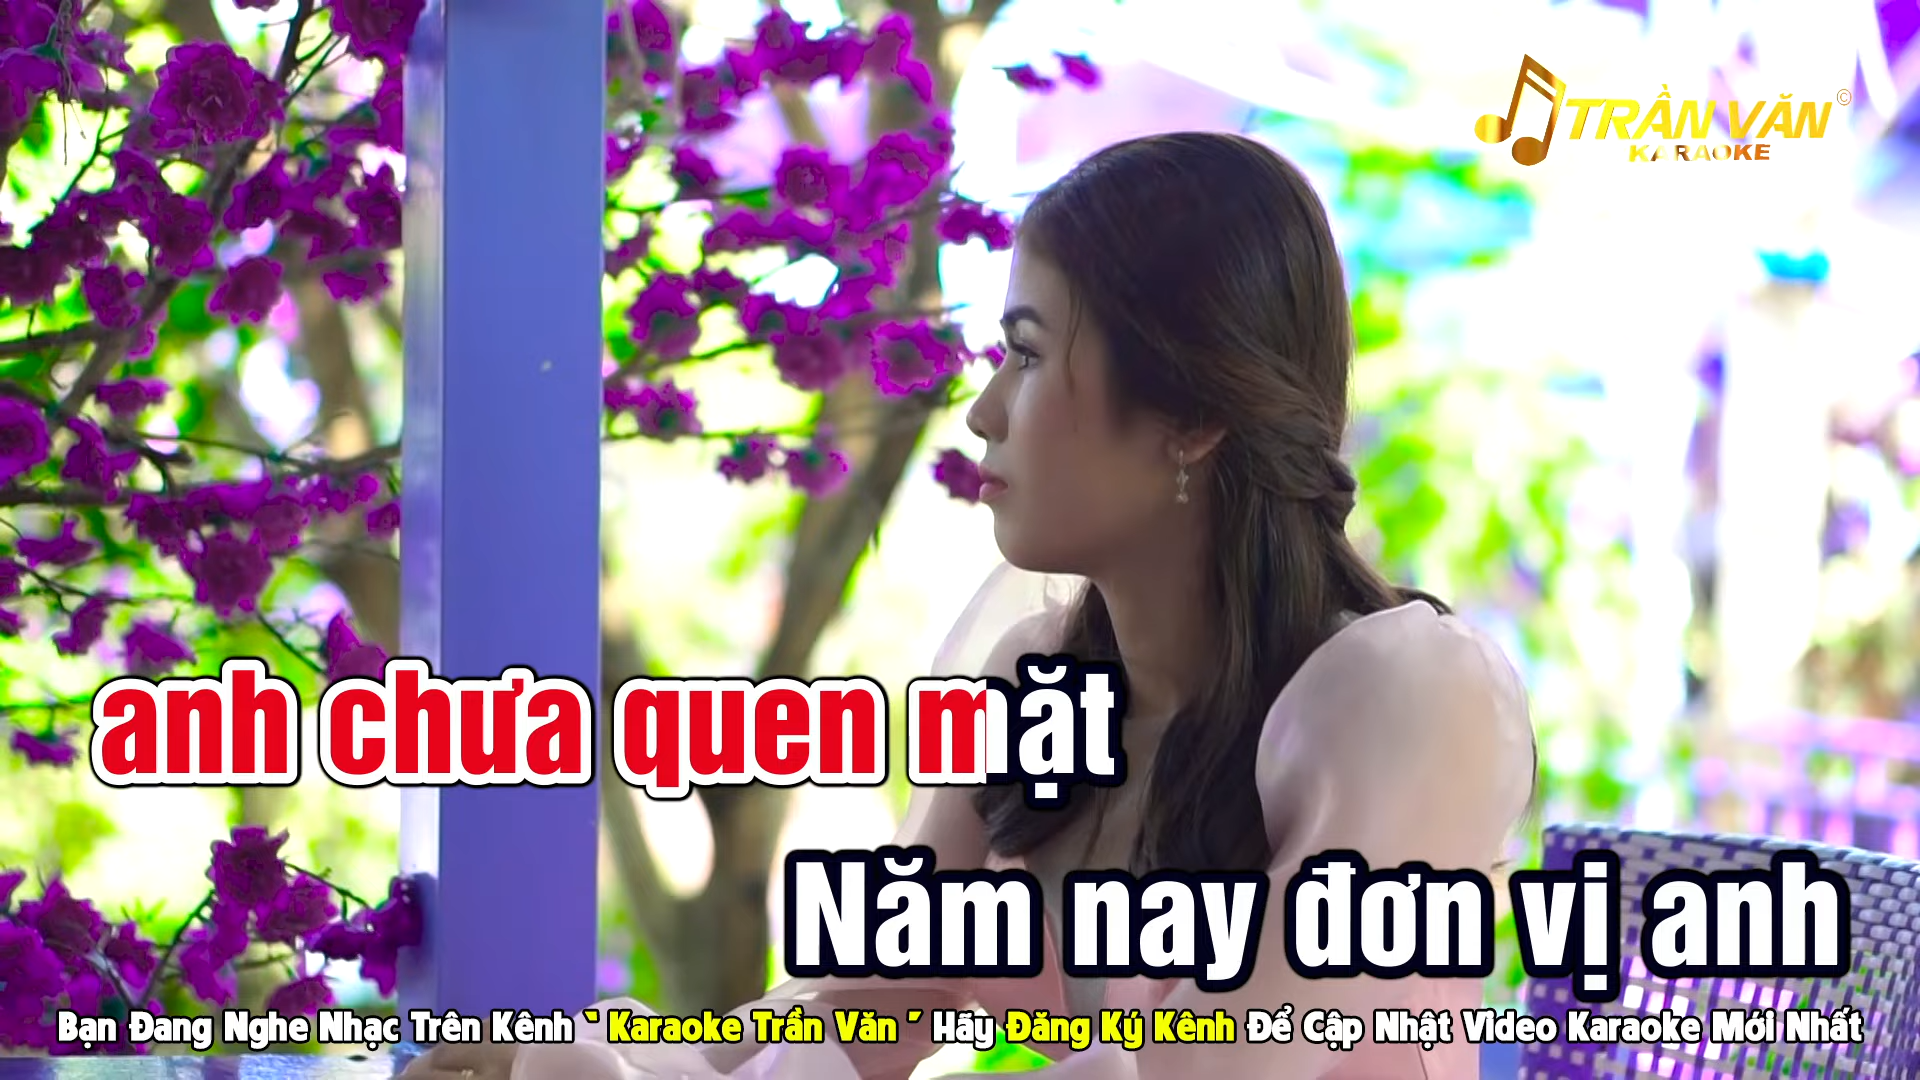 TRẦN VĂN ©
KARAOKE
anh chưa quen mặt
Năm nay đơn vị anh
Bạn Đang Nghe Nhạc Trên Kênh " Karaoke Trần Văn " Hãy Đăng Ký Kênh Để Cập Nhật Video Karaoke Mới Nhất